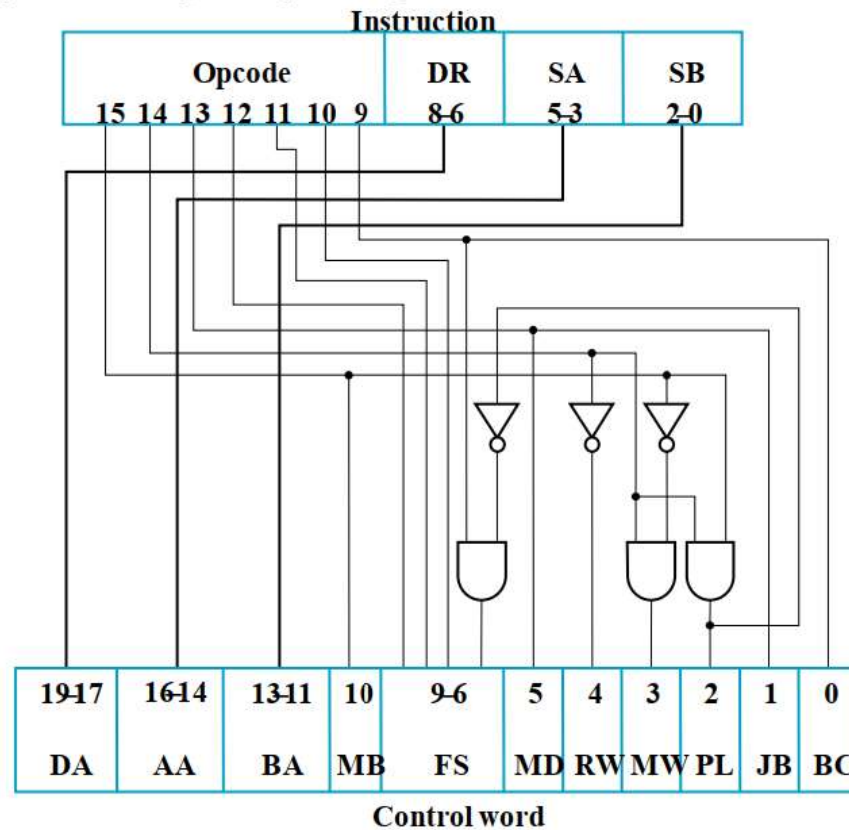 Instruction
Opcode DR SA SB
15 14 13 12 11 10 9 8–6 5–3 2–0
19–17 16–14 13–11 10 9–6 5 4 3 2 1 0
DA AA BA MB FS MD RW MW PL JB BC
Control word